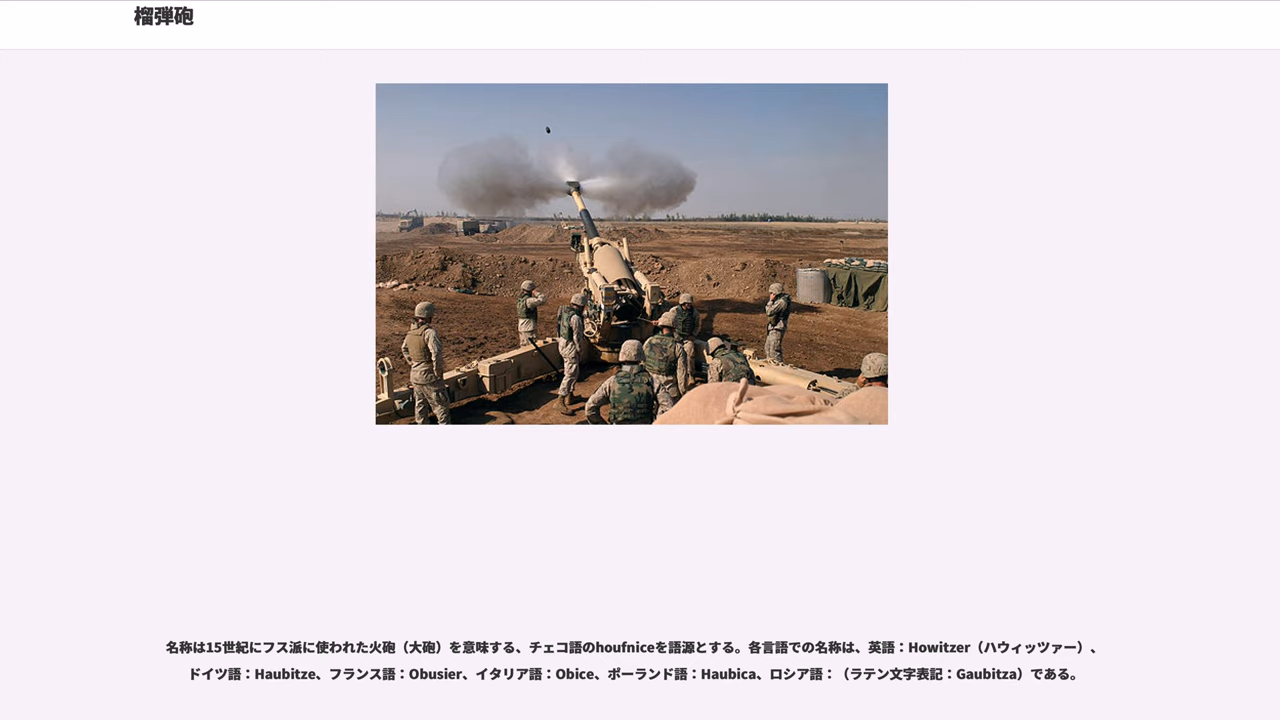 榴弾砲
名称は15世紀にフス派に使われた火砲（大砲）を意味する、チェコ語のhoufniceを語源とする。各言語での名称は、英語：Howitzer（ハウィッツァー）、
ドイツ語：Haubitze、フランス語：Obusier、イタリア語：Obice、ポーランド語：Haubica、ロシア語：（ラテン文字表記：Gaubitza）である。